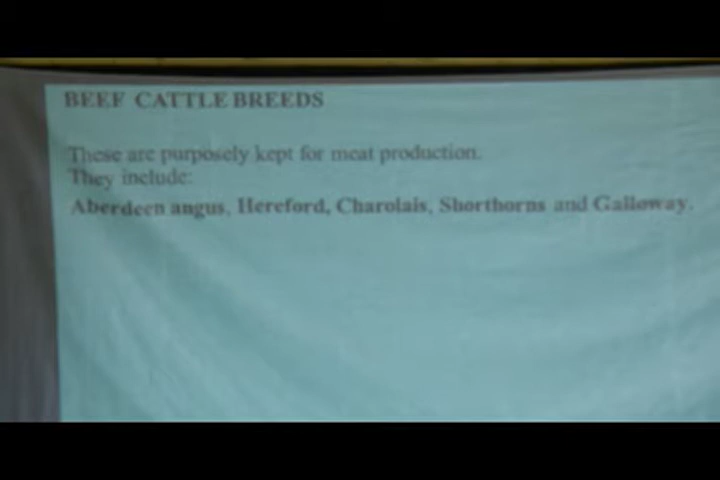 BEEF CATTLE BREEDS
These are purposely kept for meat production.
They include:
Aberdeen angus, Hereford, Charolais, Shorthorns and Galloway.